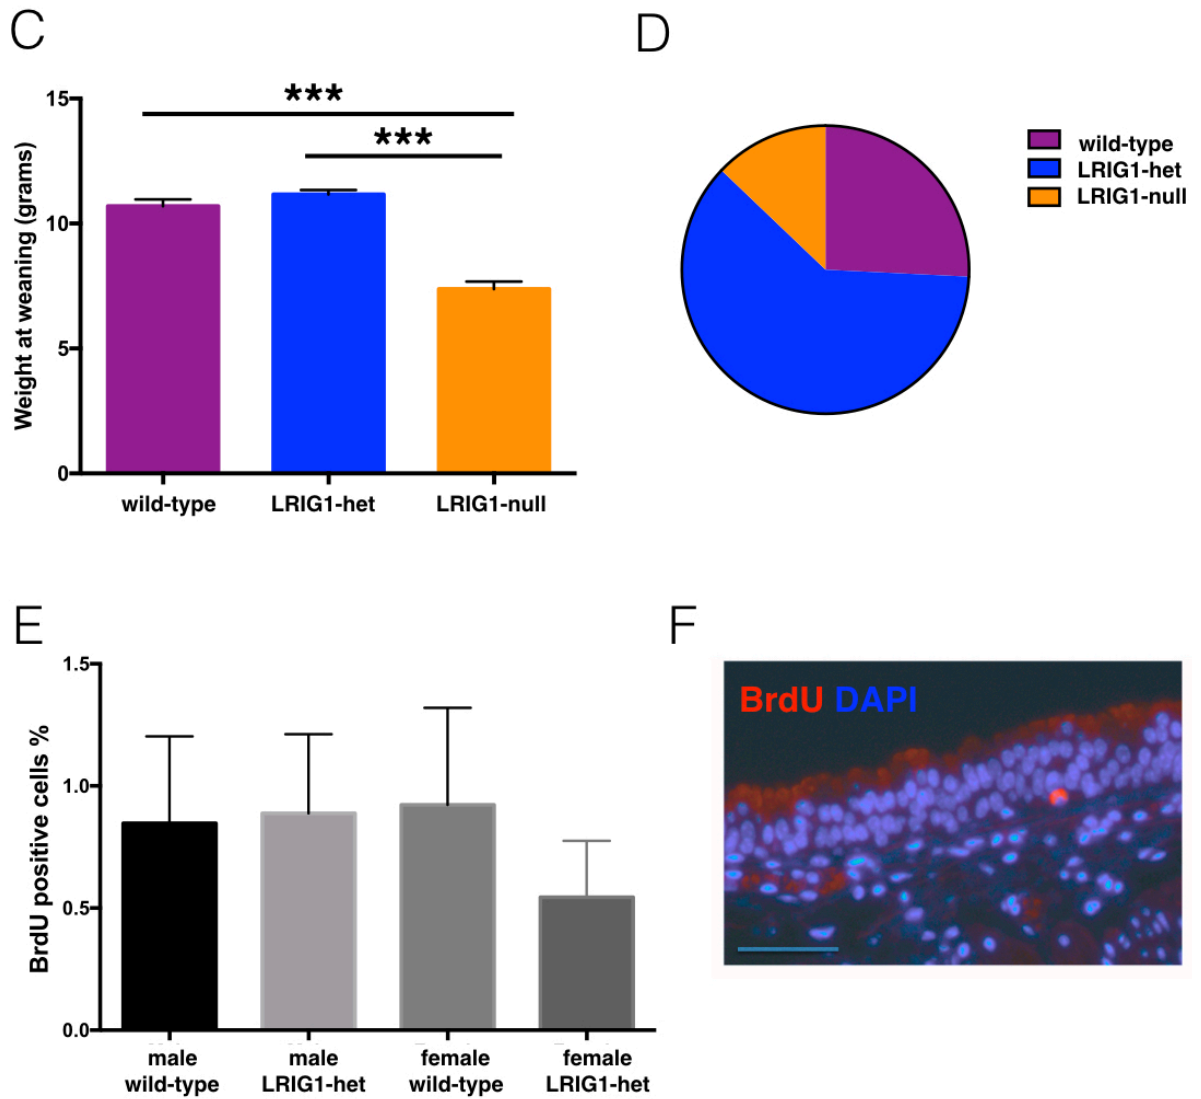 C
D
***
***
15
10
5
0
Weight at weaning (grams)
wild-type
LRIG1-het
LRIG1-null
wild-type
LRIG1-het
LRIG1-null
E
F
1.5
1.0
0.5
0.0
BrdU positive cells %
male
wild-type
male
LRIG1-het
female
wild-type
female
LRIG1-het
BrdU DAPI